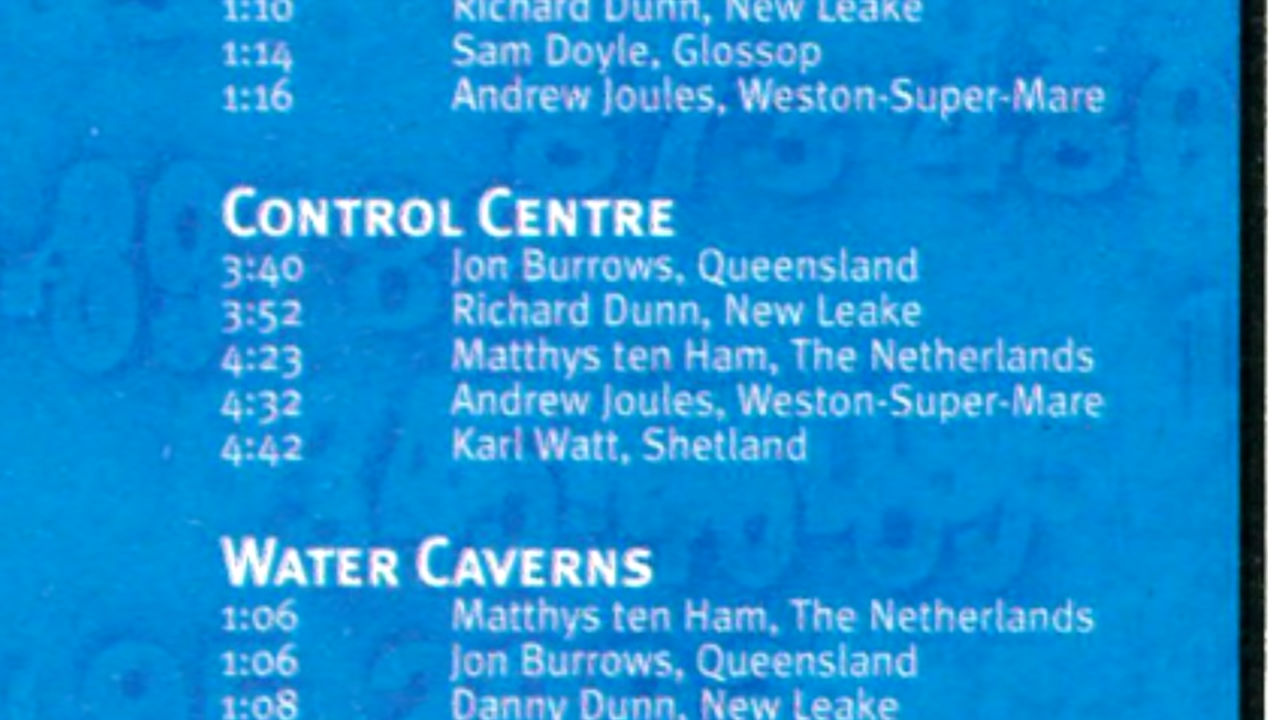 1:10 Richard Dunn, New Leake
1:14 Sam Doyle, Glossop
1:16 Andrew Joules, Weston-Super-Mare
CONTROL CENTRE
3:40 Jon Burrows, Queensland
3:52 Richard Dunn, New Leake
4:23 Matthys ten Ham, The Netherlands
4:32 Andrew Joules, Weston-Super-Mare
4:42 Karl Watt, Shetland
WATER CAVERNS
1:06 Matthys ten Ham, The Netherlands
1:06 Jon Burrows, Queensland
1:08 Danny Dunn, New Leake